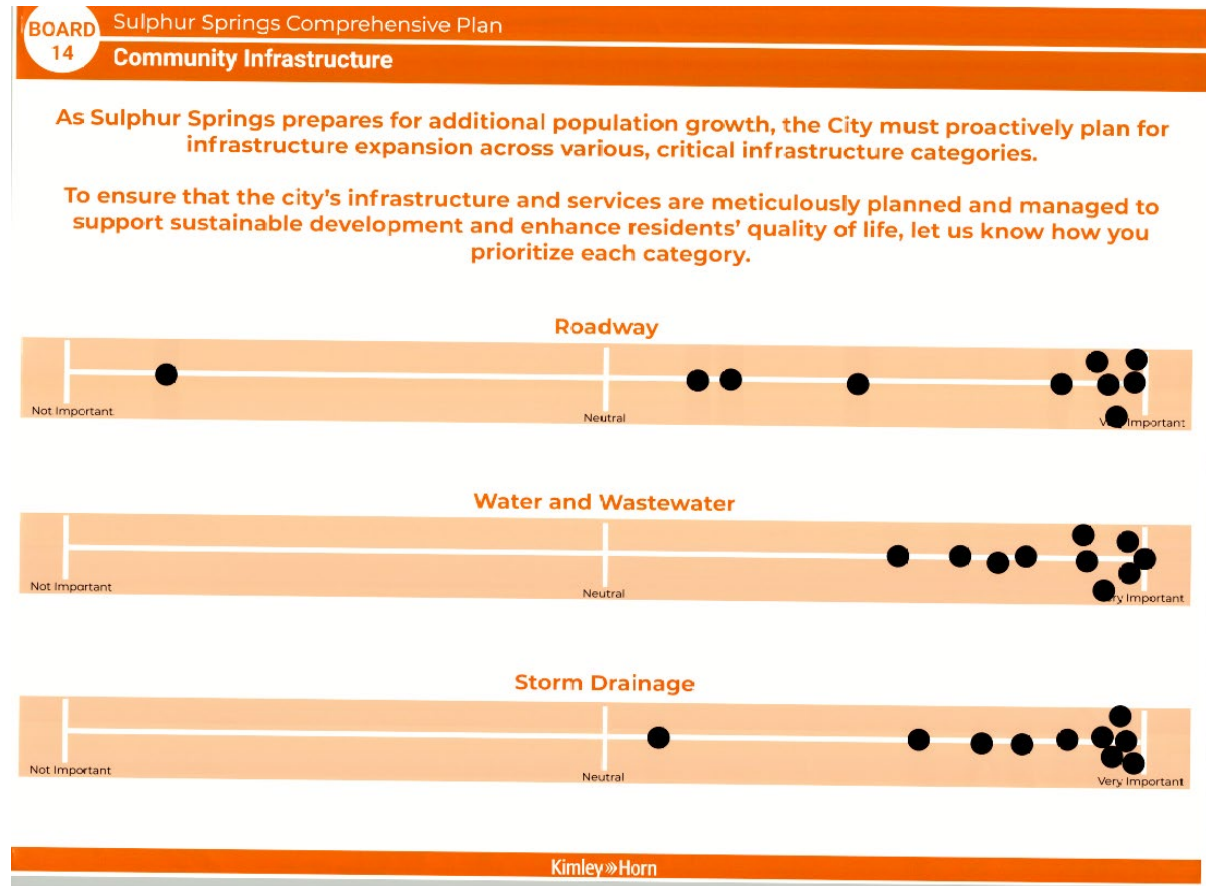 BOARD
14
Sulphur Springs Comprehensive Plan
Community Infrastructure
As Sulphur Springs prepares for additional population growth, the City must proactively plan for
infrastructure expansion across various, critical infrastructure categories.
To ensure that the city's infrastructure and services are meticulously planned and managed to
support sustainable development and enhance residents' quality of life, let us know how you
prioritize each category.
Roadway
Not Important
Neutral
Important
Water and Wastewater
Not Important
Neutral
Important
Storm Drainage
Not Important
Neutral
Very Important
Kimley»Horn